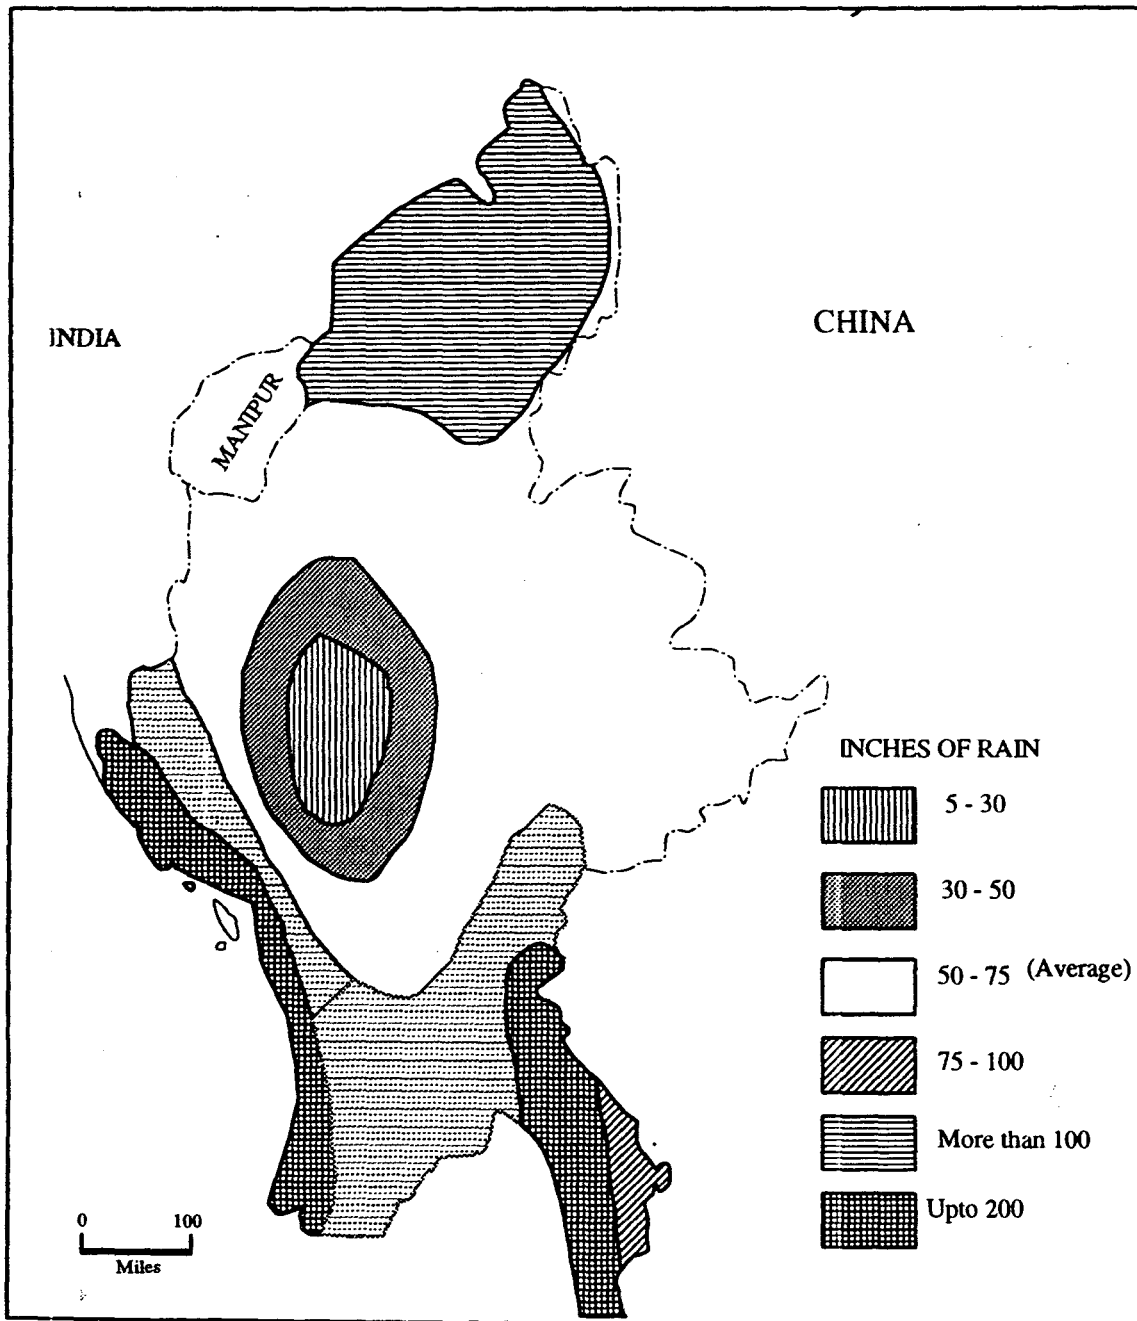 INDIA
CHINA
MANIPUR
INCHES OF RAIN
5 - 30
30 - 50
50 - 75 (Average)
75 - 100
More than 100
Upto 200
0 100
Miles